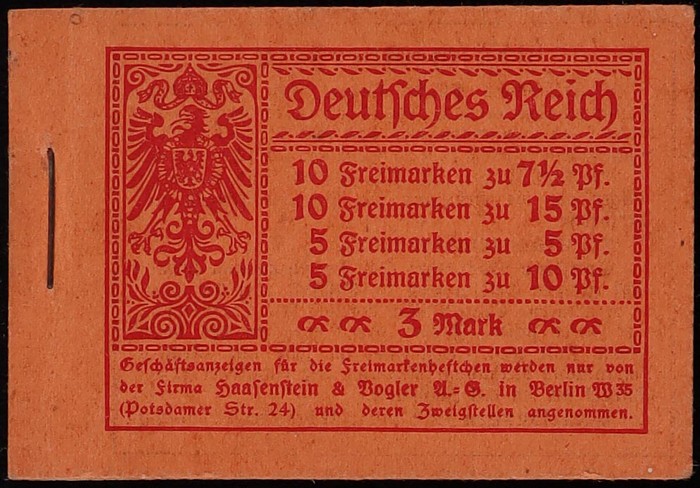 Deutsches Reich
10 Freimarken zu 7½ Pf.
10 Freimarken zu 15 Pf.
5 Freimarken zu 5 Pf.
5 Freimarken zu 10 Pf.
3 Mark
Geschäftsanzeigen für die Freimarkenheftchen werden nur von
der Firma Haasenstein & Vogler A.=G. in Berlin W35
(Potsdamer Str. 24) und deren Zweigstellen angenommen.